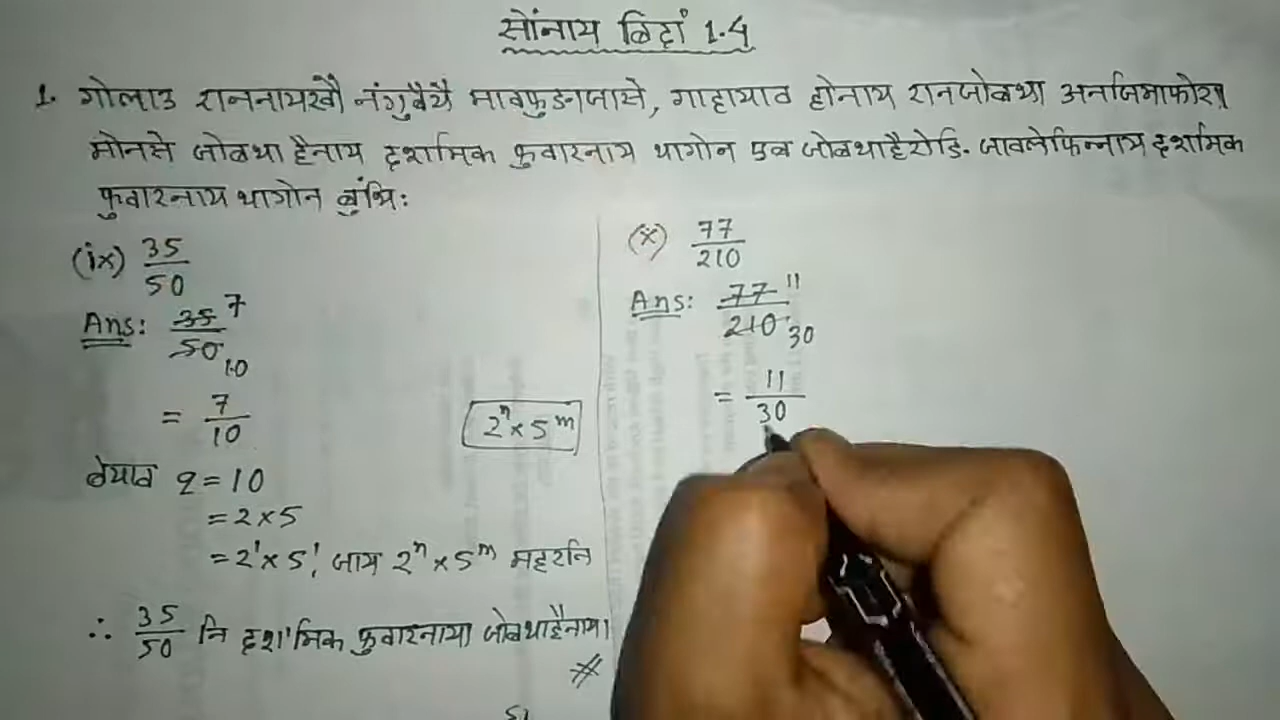 सोंनाय बिदां 1.4
1. गोलाउ राननायखौ नंगुबैयै मावफुङाजासे, गाहायाव होनाय रानजोबथा अनजिमाफोरा
मोनसे जोबथा हैनाय दशमिक फुवारनाय थागोन एबा जोबथाहैरोङि. जावलेफिन्नाय दशमिक
फुवारनाय थागोन बुंथि:
(ix) 35/50
Ans: 35/50 7 10
= 7/10
बेयाव q = 10
= 2 × 5
= 2¹ × 5¹, जाय 2ⁿ × 5ᵐ महरनि
∴ 35/50 नि दशमिक फुवारनाया जोबथाहैनाय।
2ⁿ × 5ᵐ
(x) 77/210
Ans: 77/210 11 30
= 11/30